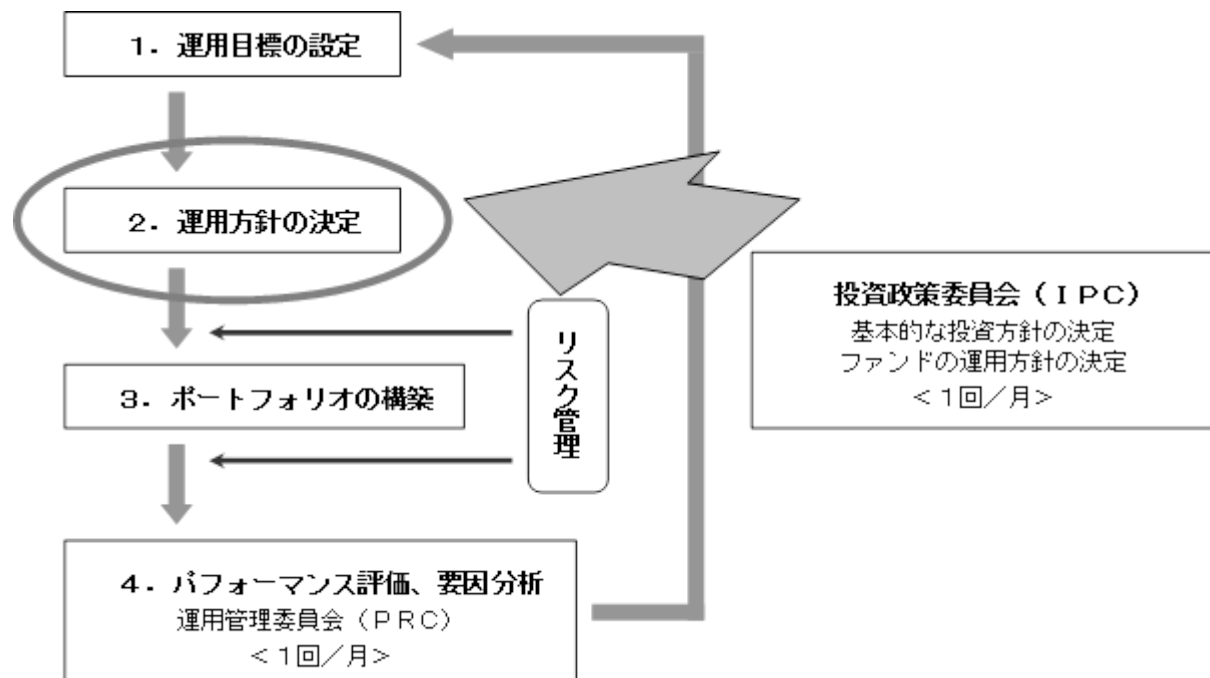 １．運用目標の設定
２．運用方針の決定
３．ポートフォリオの構築
４．パフォーマンス評価、要因分析
運用管理委員会（ＰＲＣ）
＜１回／月＞
リスク管理
投資政策委員会（ＩＰＣ）
基本的な投資方針の決定
ファンドの運用方針の決定
＜１回／月＞